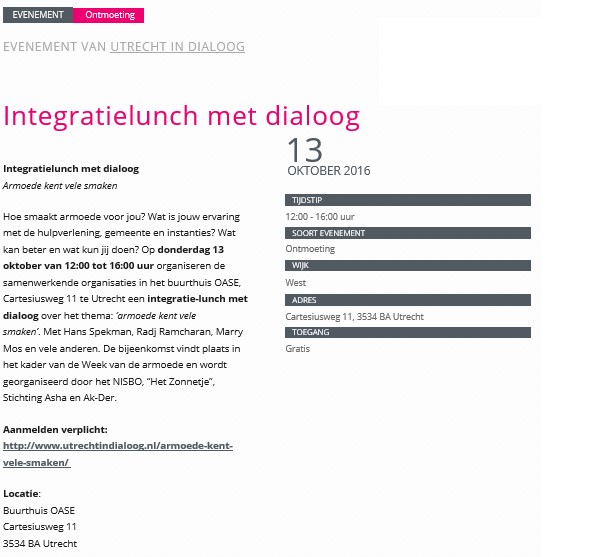 EVENEMENT Ontmoeting
EVENEMENT VAN UTRECHT IN DIALOOG
Integratielunch met dialoog
13
OKTOBER 2016
Integratielunch met dialoog
Armoede kent vele smaken
Hoe smaakt armoede voor jou? Wat is jouw ervaring
met de hulpverlening, gemeente en instanties? Wat
kan beter en wat kun jij doen? Op donderdag 13
oktober van 12:00 tot 16:00 uur organiseren de
samenwerkende organisaties in het buurthuis OASE,
Cartesiusweg 11 te Utrecht een integratie-lunch met
dialoog over het thema: ‘armoede kent vele
smaken’. Met Hans Spekman, Radj Ramcharan, Marry
Mos en vele anderen. De bijeenkomst vindt plaats in
het kader van de Week van de armoede en wordt
georganiseerd door het NISBO, “Het Zonnetje”,
Stichting Asha en Ak-Der.
Aanmelden verplicht:
http://www.utrechtindialoog.nl/armoede-kent-
vele-smaken/
Locatie:
Buurthuis OASE
Cartesiusweg 11
3534 BA Utrecht
TIJDSTIP
12:00 - 16:00 uur
SOORT EVENEMENT
Ontmoeting
WIJK
West
ADRES
Cartesiusweg 11, 3534 BA Utrecht
TOEGANG
Gratis